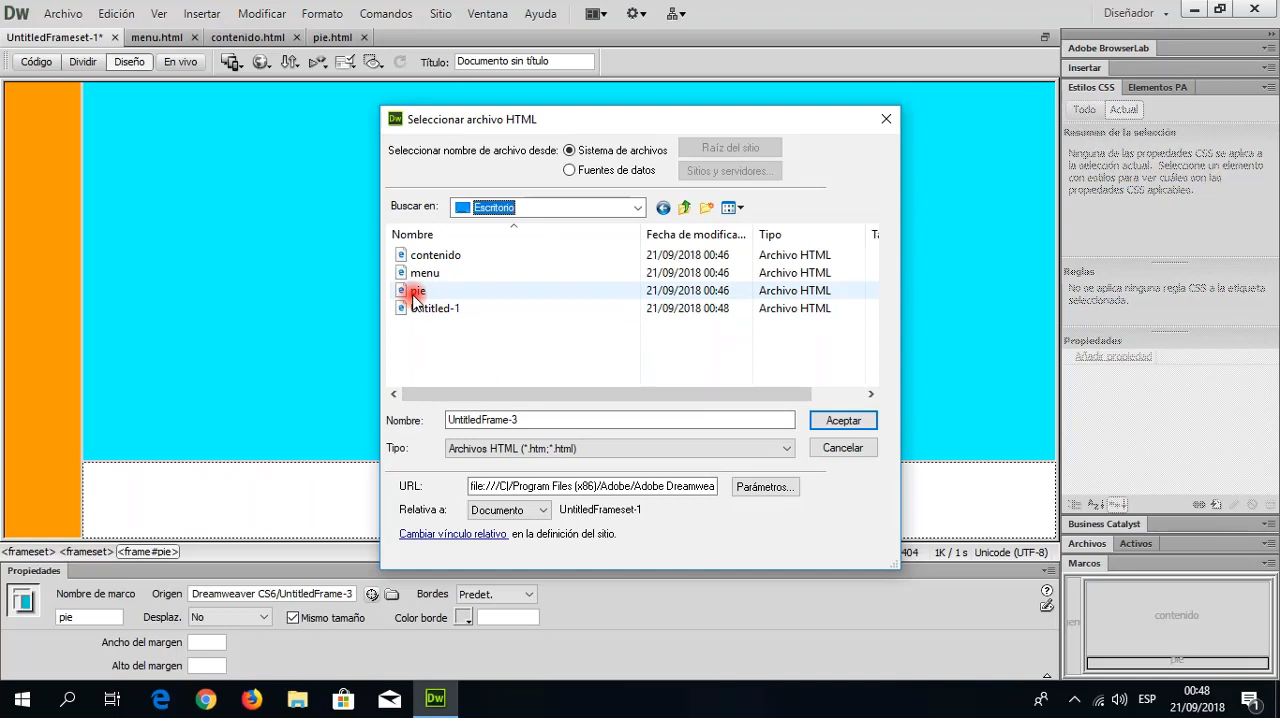 Dw Archivo Edición Ver Insertar Modificar Formato Comandos Sitio Ventana Ayuda Diseñador
UntitledFrameset-1* × menu.html × contenido.html × pie.html ×
Código Dividir Diseño En vivo Título: Documento sin título
Adobe BrowserLab
Insertar
Estilos CSS Elementos PA
Todo Actual
Resumen de la selección
Ninguna de las propiedades CSS se aplica a la selección actual. Seleccione un elemento con estilos para ver cuáles son las propiedades CSS aplicables.
Reglas
No hay ninguna regla aplicable a la etiqueta seleccionada.
Propiedades
Añadir propiedad
Business Catalyst
Archivos Activos
Marcos
contenido
pie
Dw Seleccionar archivo HTML
Seleccionar nombre de archivo desde: Sistema de archivos Raíz del sitio
Fuentes de datos Sitios y servidores...
Buscar en: Escritorio
Nombre Fecha de modifica... Tipo
contenido 21/09/2018 00:46 Archivo HTML
menu 21/09/2018 00:46 Archivo HTML
pie 21/09/2018 00:46 Archivo HTML
Untitled-1 21/09/2018 00:48 Archivo HTML
Nombre: UntitledFrame-3 Aceptar
Tipo: Archivos HTML (*.htm;*.html) Cancelar
URL: file:///C|/Program Files (x86)/Adobe/Adobe Dreamwea Parámetros...
Relativa a: Documento UntitledFrameset-1
Cambiar vínculo relativo en la definición del sitio.
<frameset> <frameset> <frame#pie> 404 1K / 1 s Unicode (UTF-8)
Propiedades
Nombre de marco Origen Dreamweaver CS6/UntitledFrame-3 Bordes Predet.
pie Desplaz. No Mismo tamaño Color borde
Ancho del margen
Alto del margen
Dw ESP 00:48
21/09/2018
1